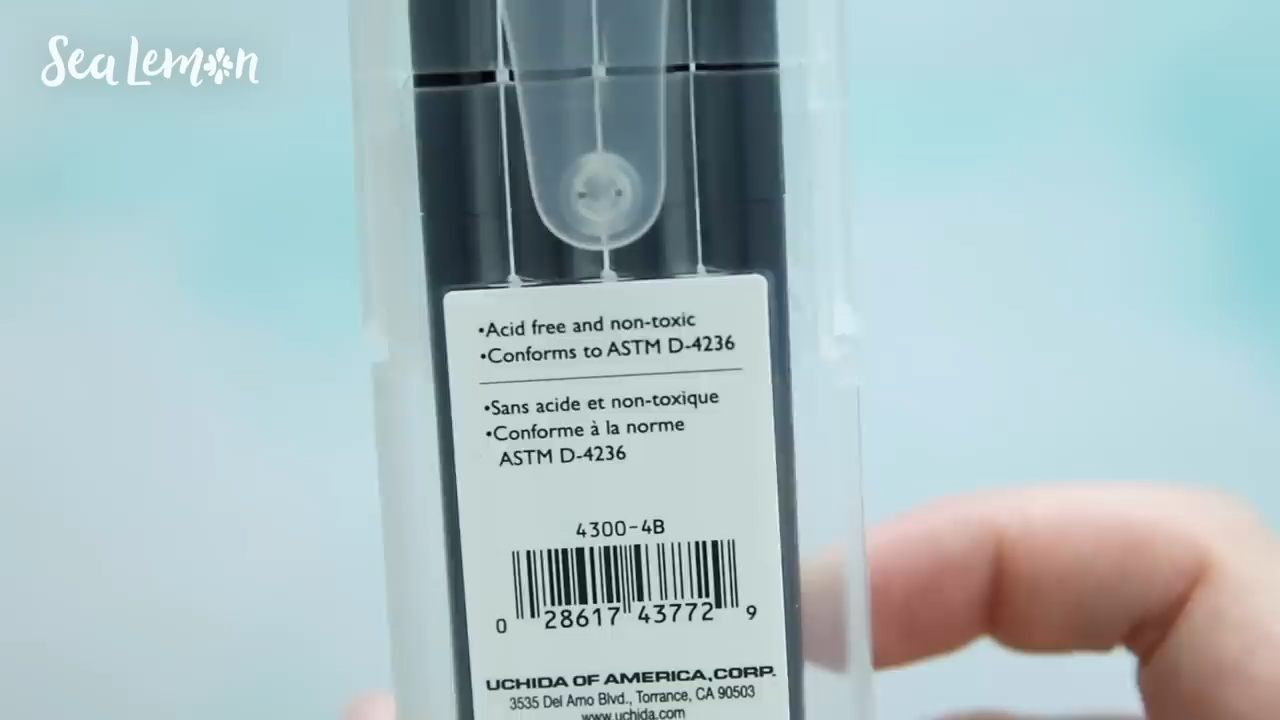 Sea Lemon
•Acid free and non-toxic
•Conforms to ASTM D-4236
•Sans acide et non-toxique
•Conforme à la norme
ASTM D-4236
4300-4B
0 28617 43772 9
UCHIDA OF AMERICA, CORP.
3535 Del Amo Blvd., Torrance, CA 90503
www.uchida.com